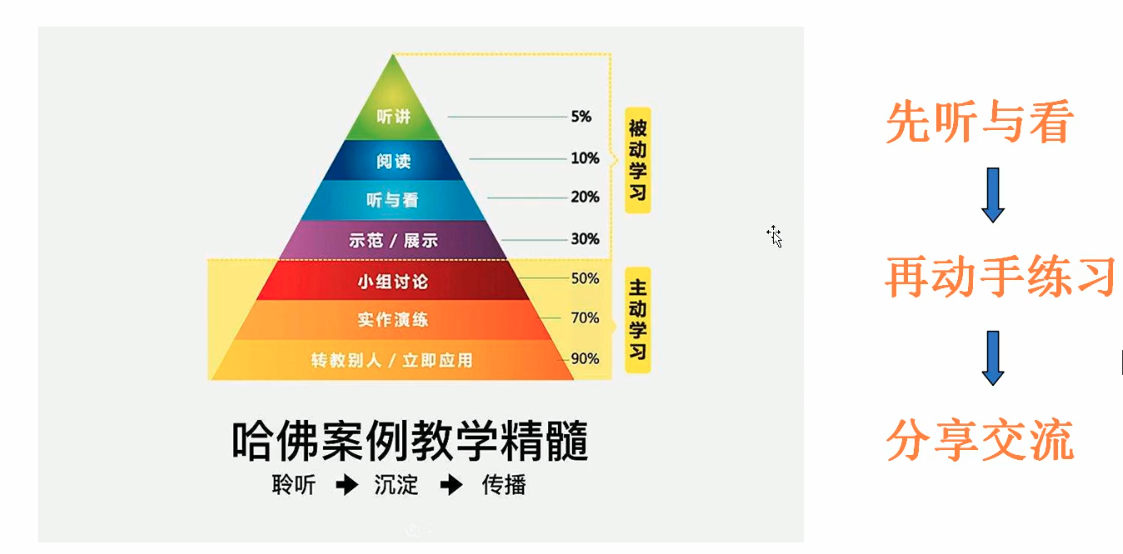 听讲 5%
阅读 10%
听与看 20%
示范 / 展示 30%
被动学习
小组讨论 50%
实作演练 70%
转教别人 / 立即应用 90%
主动学习
哈佛案例教学精髓
聆听 → 沉淀 → 传播
先听与看
再动手练习
分享交流